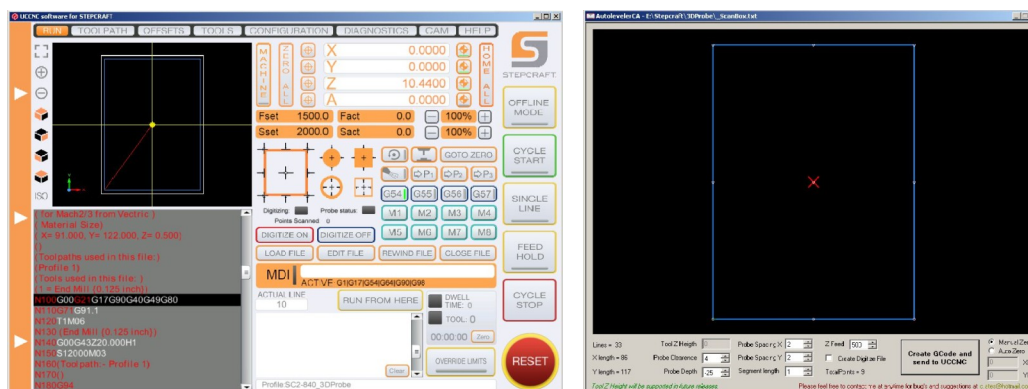 UCCNC software for STEPCRAFT
RUN TOOLPATH OFFSETS TOOLS CONFIGURATION DIAGNOSTICS CAM HELP
MACHINE
ZERO ALL
X 0.0000
Y 0.0000
Z 10.4400
A 0.0000
HOME ALL
STEPCRAFT
Fset 1500.0 Fact 0.0 100%
Sset 2000.0 Sact 0.0 100%
OFFLINE MODE
CYCLE START
SINGLE LINE
FEED HOLD
CYCLE STOP
RESET
ISO
GOTO ZERO
P1 P2 P3
G54 G55 G56 G57
M1 M2 M3 M4
M5 M6 M7 M8
Digitizing: Probe status:
Points Scanned 0
DIGITIZE ON DIGITIZE OFF
LOAD FILE EDIT FILE REWIND FILE CLOSE FILE
MDI
ACTIVE: G1|G17|G54|G64|G90|G98
ACTUAL LINE
10
RUN FROM HERE
DWELL TIME: 0
TOOL: 0
00:00:00 Zero
OVERRIDE LIMITS
Clear
Profile:SC2-840_3DProbe
( for Mach2/3 from Vectric )
( Material Size)
( X= 91.000, Y= 122.000, Z= 0.500)
()
(Toolpaths used in this file: )
(Profile 1)
(Tools used in this file: )
(1 = End Mill {0.125 inch})
N100G00G21G17G90G40G49G80
N110G71G91.1
N120T1M06
N130 (End Mill {0.125 inch})
N140G00G43Z20.000H1
N150S12000M03
N160(Toolpath:- Profile 1)
N170()
N180G94
AutolevelerCA - E:\Stepcraft\3DProbe\_ScanBox.txt
Lines = 33 Tool Z Heigth 0 Probe Spacing X 2 Z Feed 503 Manual Zero
X length = 86 Probe Clearence 4 Probe Spacing Y 2 Create Digitize File Auto Zero
Y length = 117 Probe Depth -25 Segment length 1 TotalPoints = 9
Create GCode and send to UCCNC
0 X
0 Y
Tool Z Height will be supported in future releases
Please feel free to contact me at anytime for bug's and suggestions at